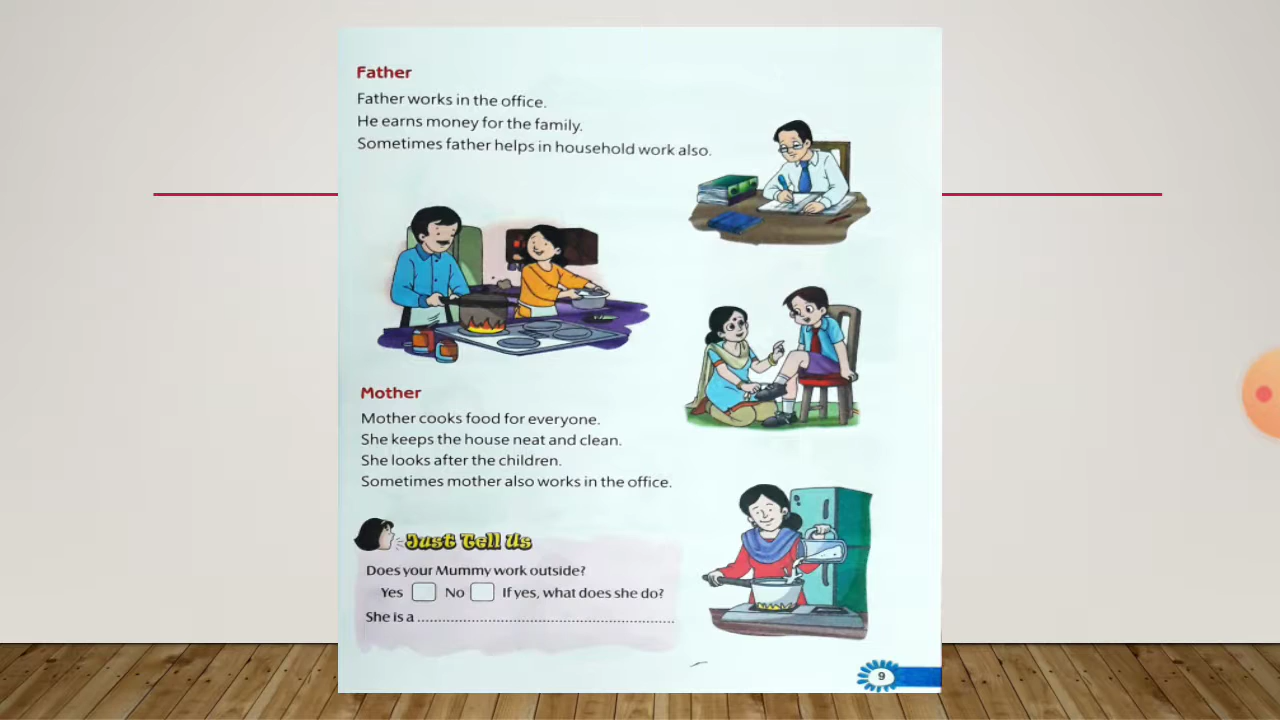 Father
Father works in the office.
He earns money for the family.
Sometimes father helps in household work also.
Mother
Mother cooks food for everyone.
She keeps the house neat and clean.
She looks after the children.
Sometimes mother also works in the office.
Just Tell Us
Does your Mummy work outside?
Yes No If yes, what does she do?
She is a ..............................................................
9